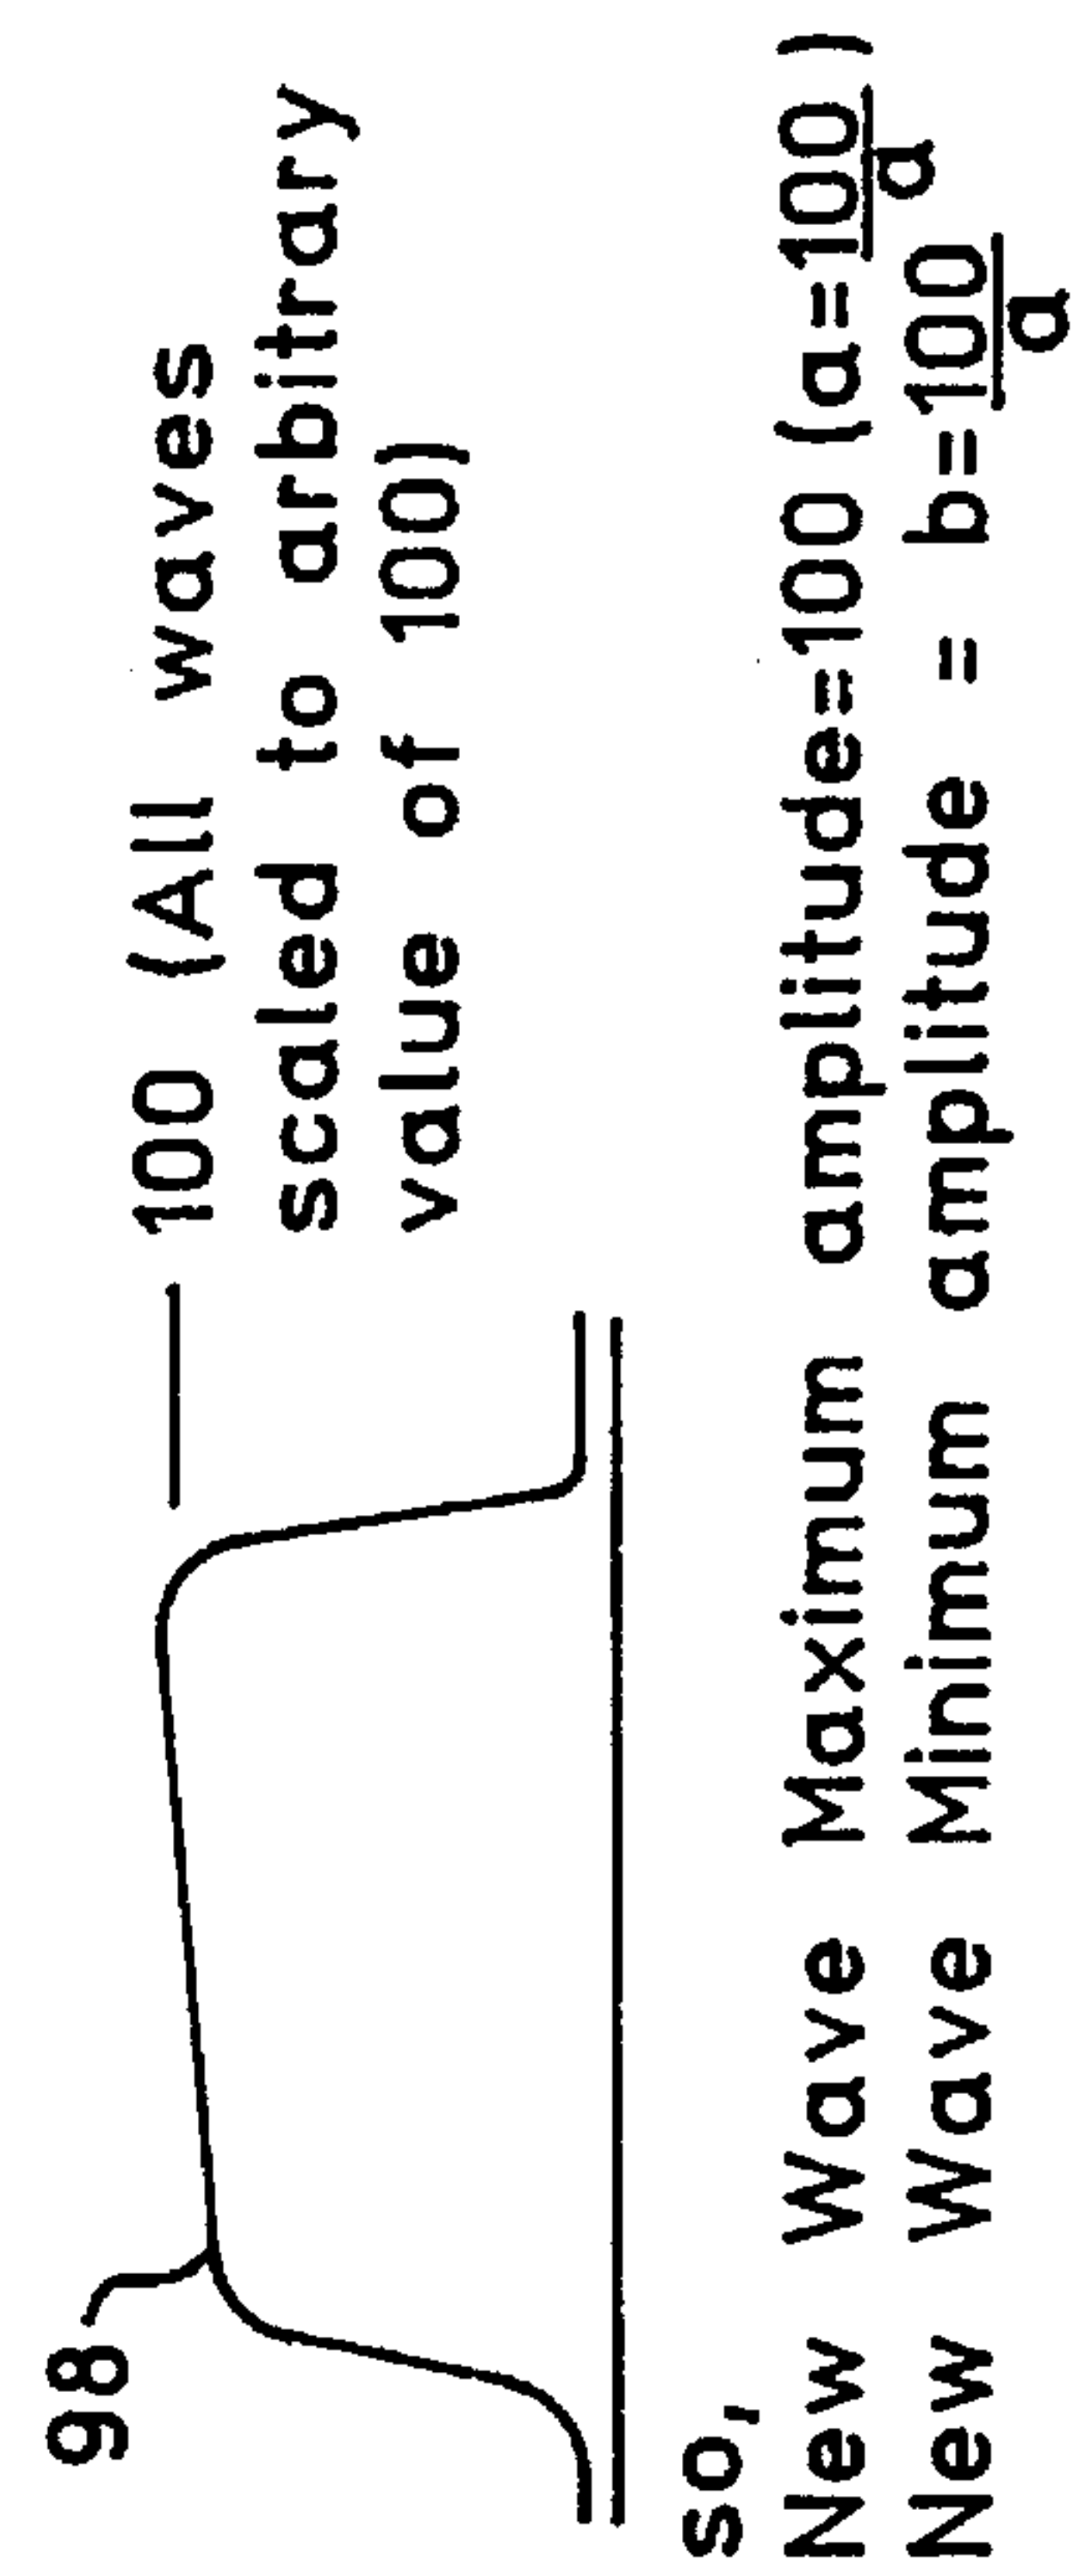 98
100 (All waves
scaled to arbitrary
value of 100)
so,
New Wave Maximum amplitude=100 (a=100/a)
New Wave Minimum amplitude = b=100/a